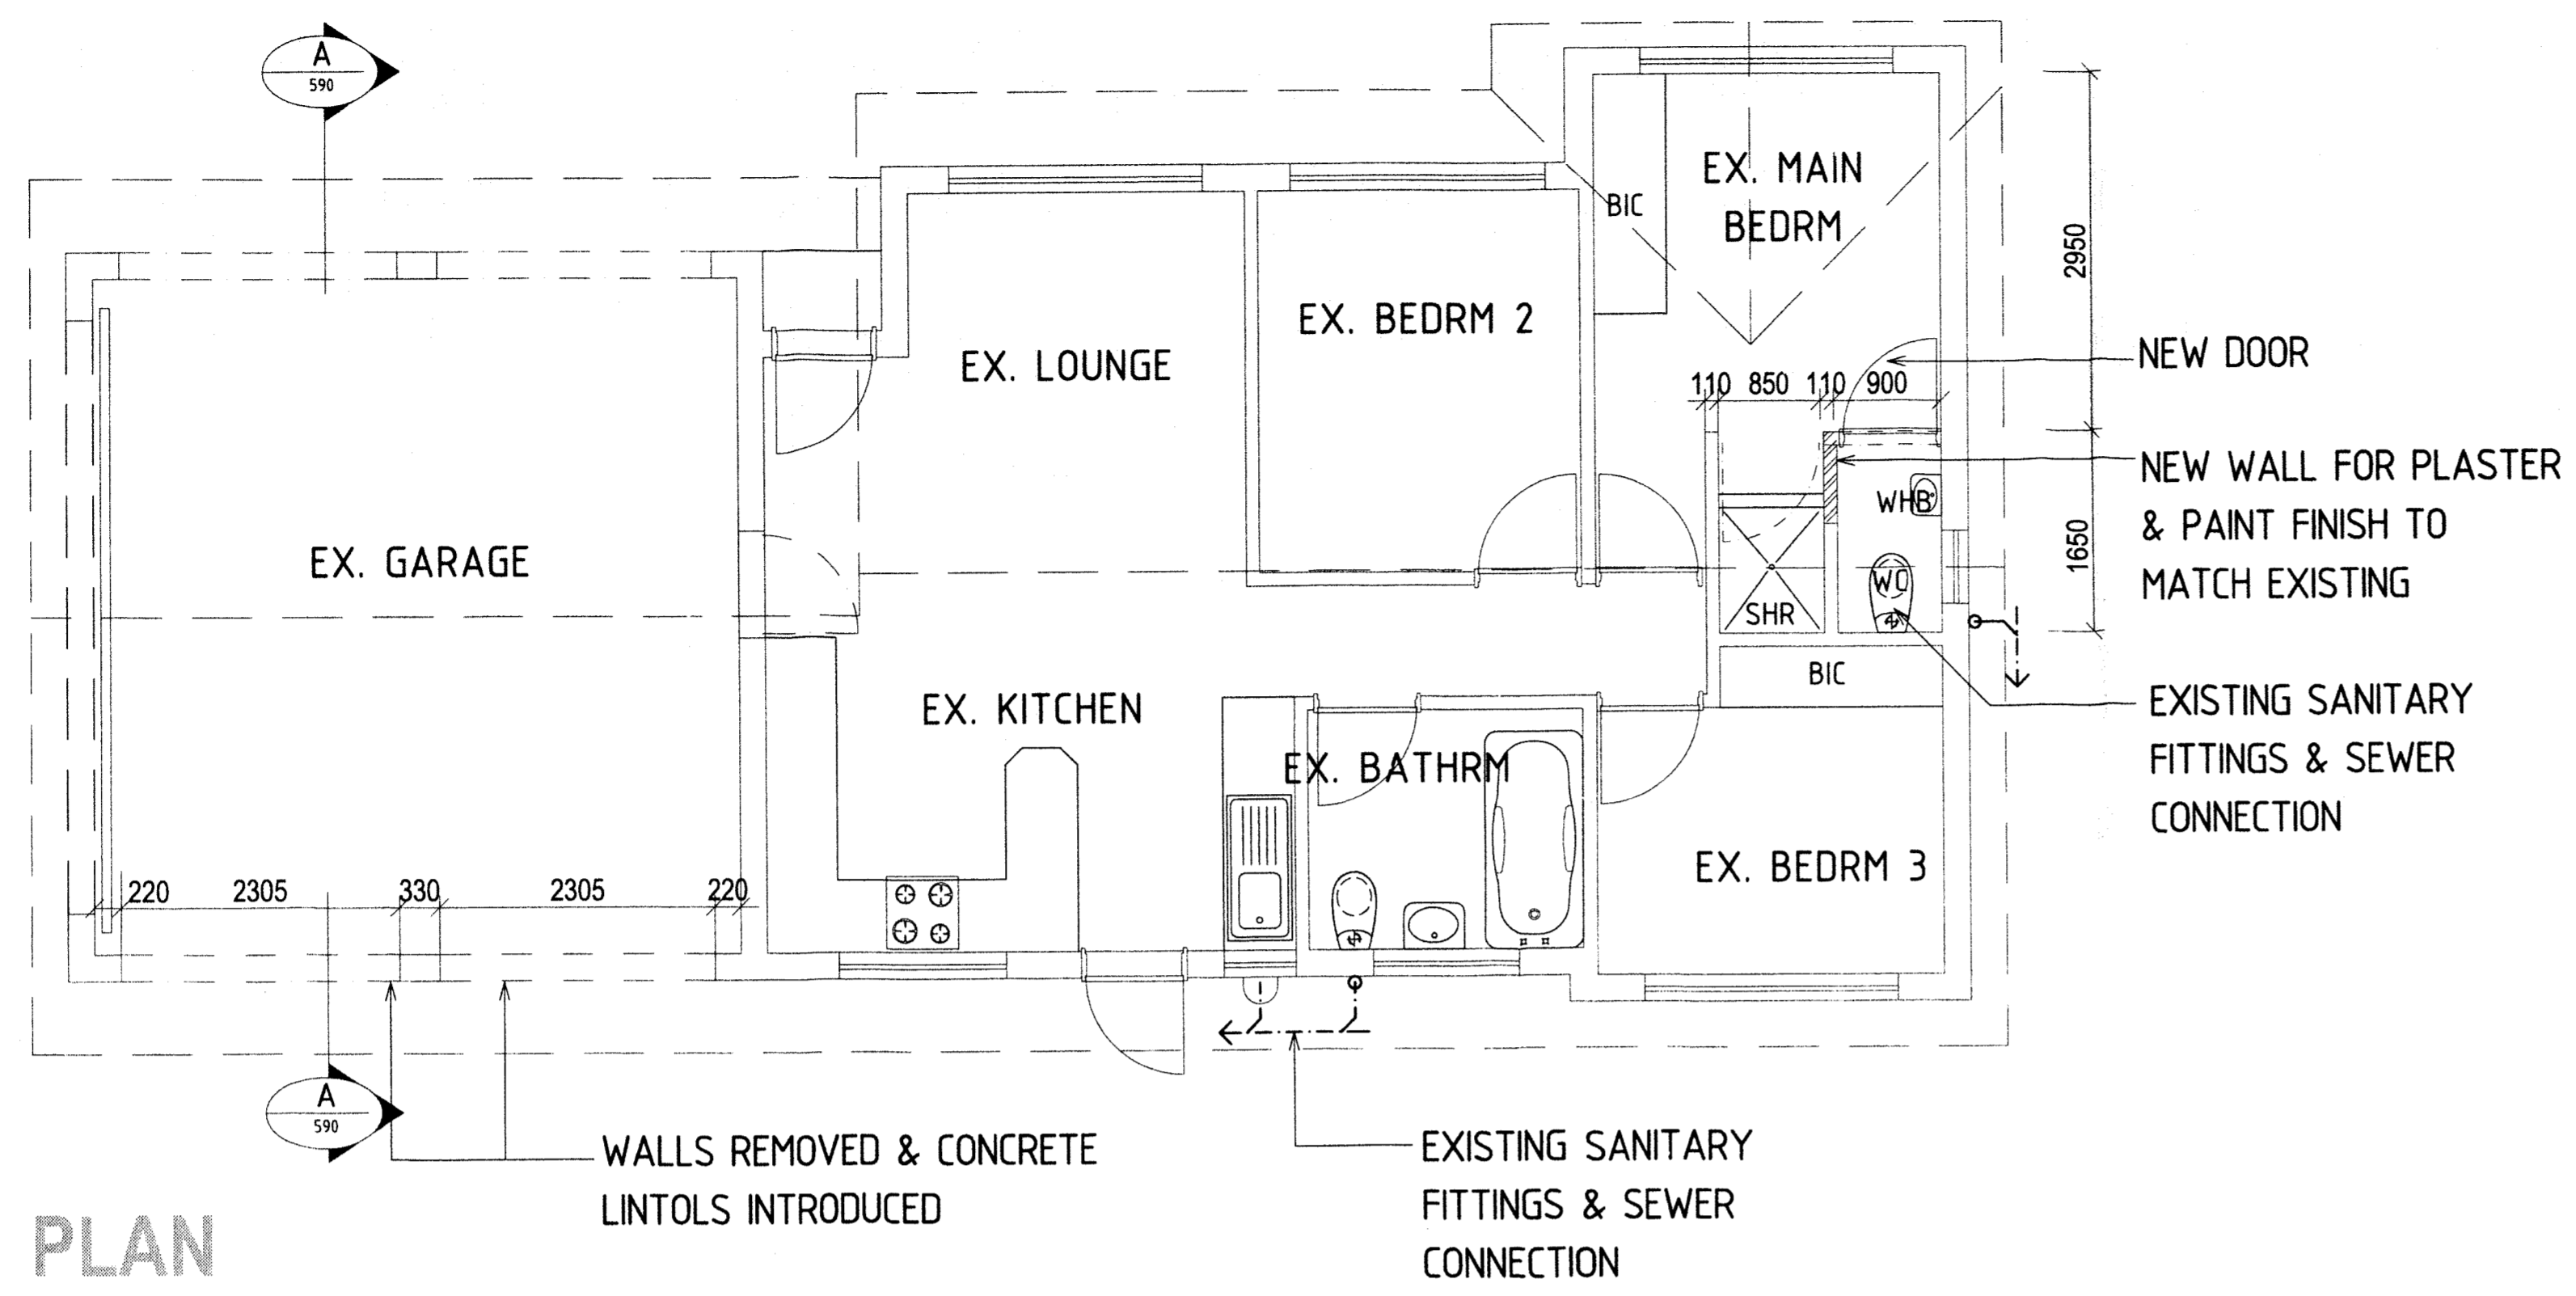 A
590
EX. MAIN
BEDRM
BIC
2950
EX. BEDRM 2
EX. LOUNGE
NEW DOOR
110 850 110 900
NEW WALL FOR PLASTER
& PAINT FINISH TO
MATCH EXISTING
WHB
1650
EX. GARAGE
WC
SHR
BIC
EX. KITCHEN
EXISTING SANITARY
FITTINGS & SEWER
CONNECTION
EX. BATHRM
EX. BEDRM 3
220 2305 330 2305 220
A
590
WALLS REMOVED & CONCRETE
LINTOLS INTRODUCED
EXISTING SANITARY
FITTINGS & SEWER
CONNECTION
PLAN